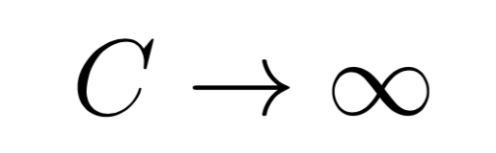 C → ∞